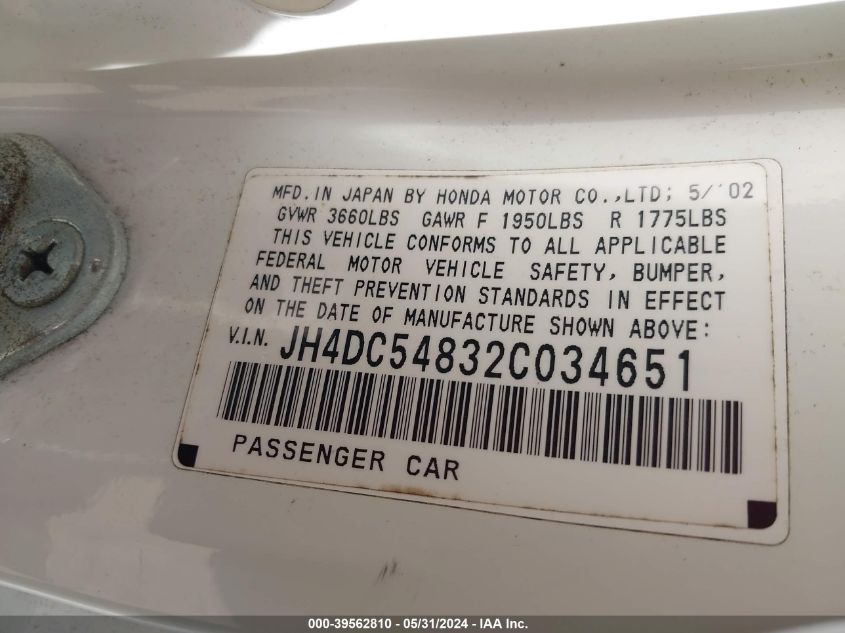 MFD. IN JAPAN BY HONDA MOTOR CO.,LTD; 5/'02
GVWR 3660LBS GAWR F 1950LBS R 1775LBS
THIS VEHICLE CONFORMS TO ALL APPLICABLE
FEDERAL MOTOR VEHICLE SAFETY, BUMPER,
AND THEFT PREVENTION STANDARDS IN EFFECT
ON THE DATE OF MANUFACTURE SHOWN ABOVE:
V.I.N. JH4DC54832C034651
PASSENGER CAR
000-39562810 - 05/31/2024 - IAA Inc.